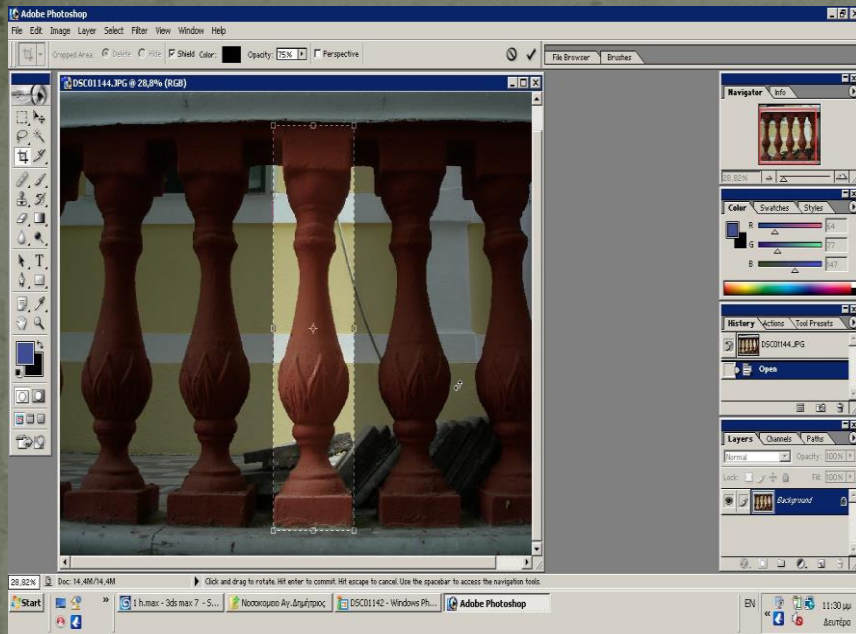 Adobe Photoshop
File Edit Image Layer Select Filter View Window Help
Cropped Area: Delete Hide Shield Color: Opacity: 75% Perspective
File Browser Brushes
DSC01144.JPG @ 28,8% (RGB)
Navigator Info
28,82%
Color Swatches Styles
R 64
G 77
B 147
History Actions Tool Presets
DSC01144.JPG
Open
Layers Channels Paths
Normal Opacity: 100%
Lock: Fill: 100%
Background
28,82% Doc: 14,4M/14,4M Click and drag to rotate. Hit enter to commit. Hit escape to cancel. Use the spacebar to access the navigation tools.
Start » 1 h.max - 3ds max 7 - S... Νοσοκομειο Αγ.Δημήτριος DSC01142 - Windows Ph... Adobe Photoshop EN « 11:30 μμ
Δευτέρα